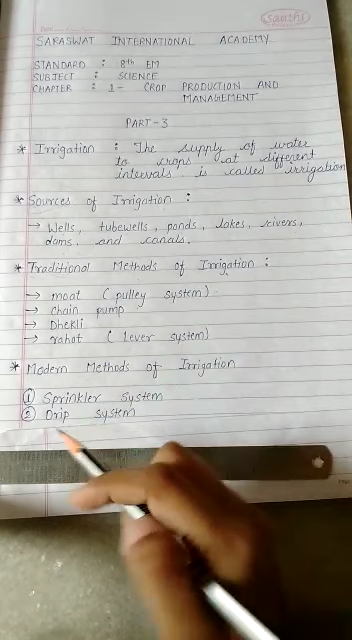 saathi
SARASWAT INTERNATIONAL ACADEMY
STANDARD : 8th EM
SUBJECT : SCIENCE
CHAPTER : 1- CROP PRODUCTION AND
MANAGEMENT
PART-3
* Irrigation : The supply of water
to crops at different
intervals is called irrigation
* Sources of Irrigation :
→ Wells, tubewells, ponds, lakes, rivers,
dams, and canals.
* Traditional Methods of Irrigation :
→ moat (pulley system)
→ chain pump
→ Dhekli
→ rahat (Lever system)
* Modern Methods of Irrigation
① Sprinkler system
② Drip system